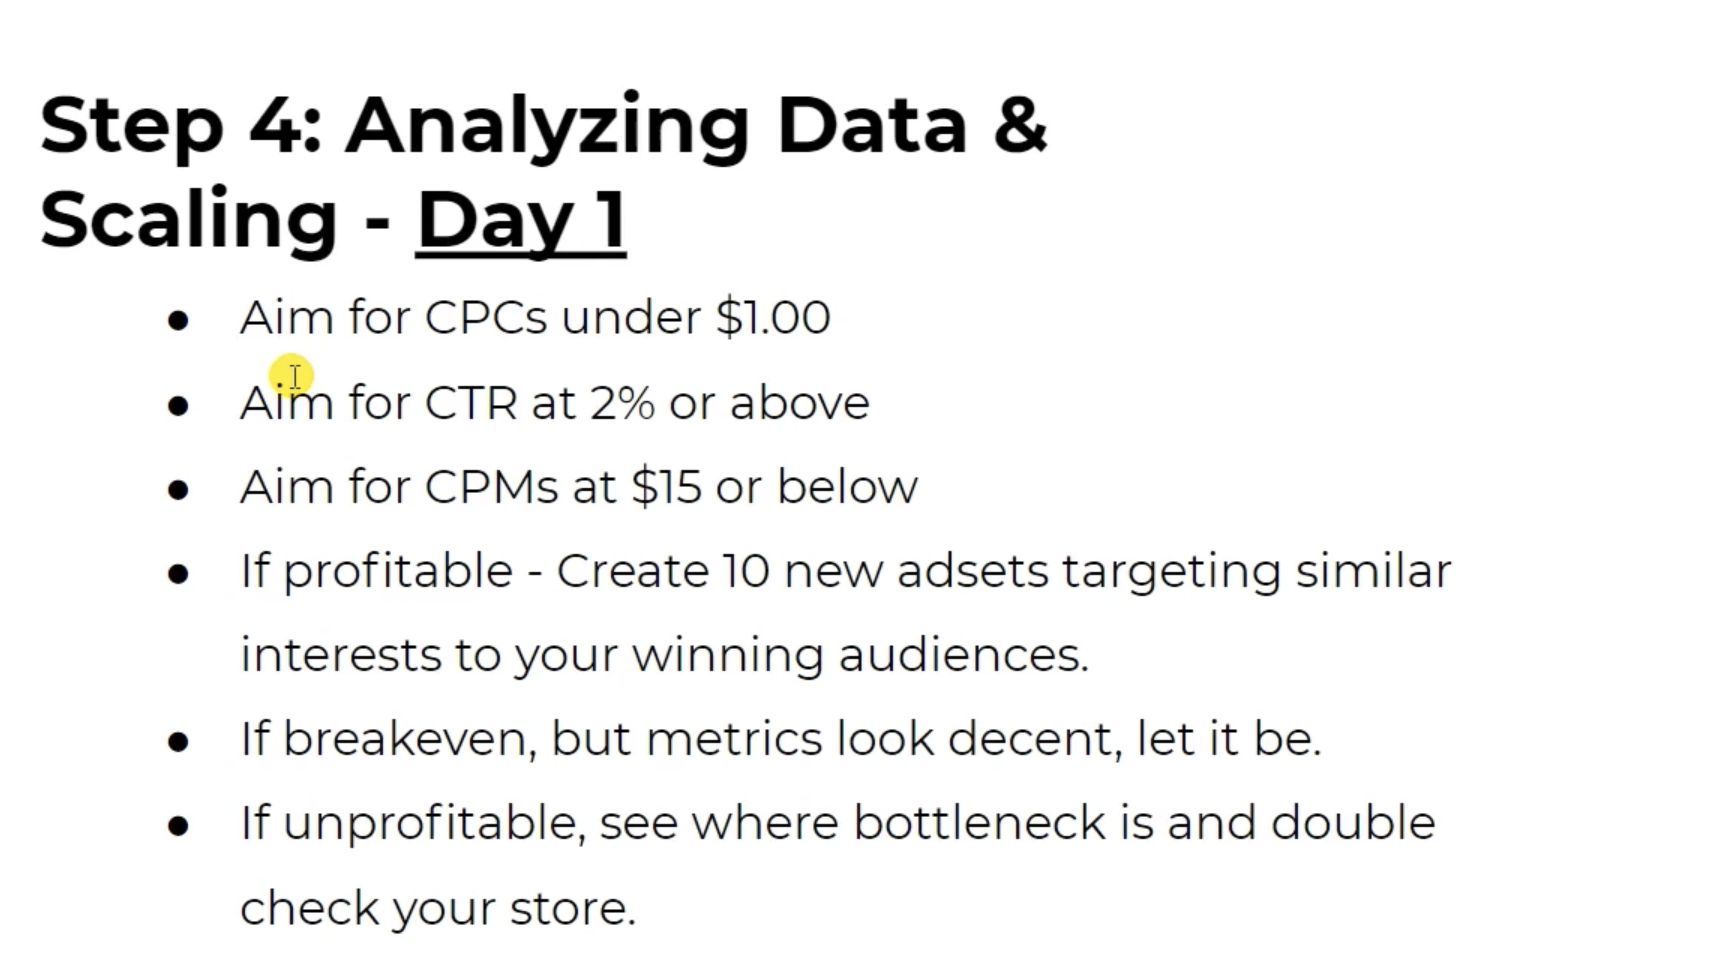 Step 4: Analyzing Data &
Scaling - Day 1
● Aim for CPCs under $1.00
● Aim for CTR at 2% or above
● Aim for CPMs at $15 or below
● If profitable - Create 10 new adsets targeting similar
interests to your winning audiences.
● If breakeven, but metrics look decent, let it be.
● If unprofitable, see where bottleneck is and double
check your store.